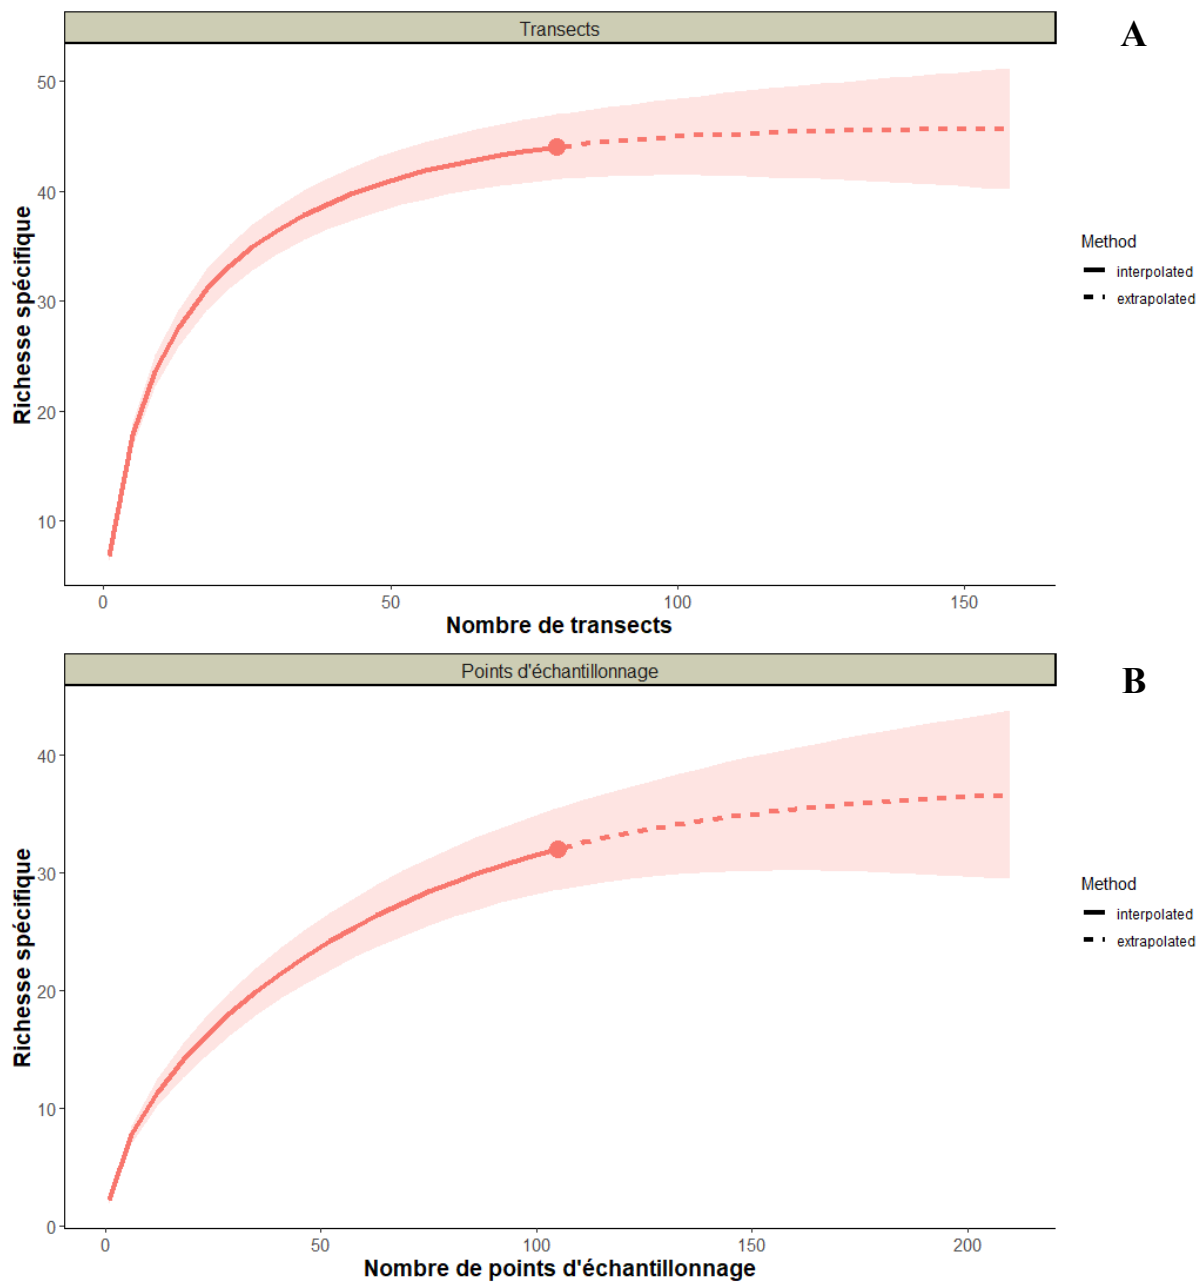 Transects
A
50
40
30
20
10
Richesse spécifique
0 50 100 150
Nombre de transects
Method
interpolated
extrapolated
Points d'échantillonnage
B
40
30
20
10
0
Richesse spécifique
0 50 100 150 200
Nombre de points d'échantillonnage
Method
interpolated
extrapolated